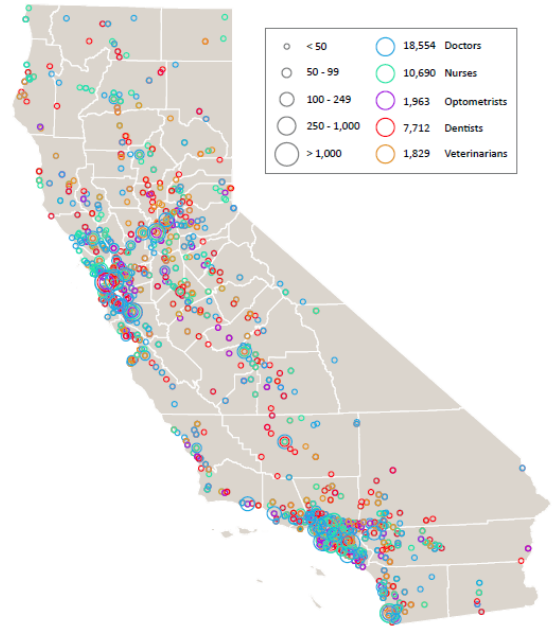 < 50 18,554 Doctors
50 - 99 10,690 Nurses
100 - 249 1,963 Optometrists
250 - 1,000 7,712 Dentists
> 1,000 1,829 Veterinarians